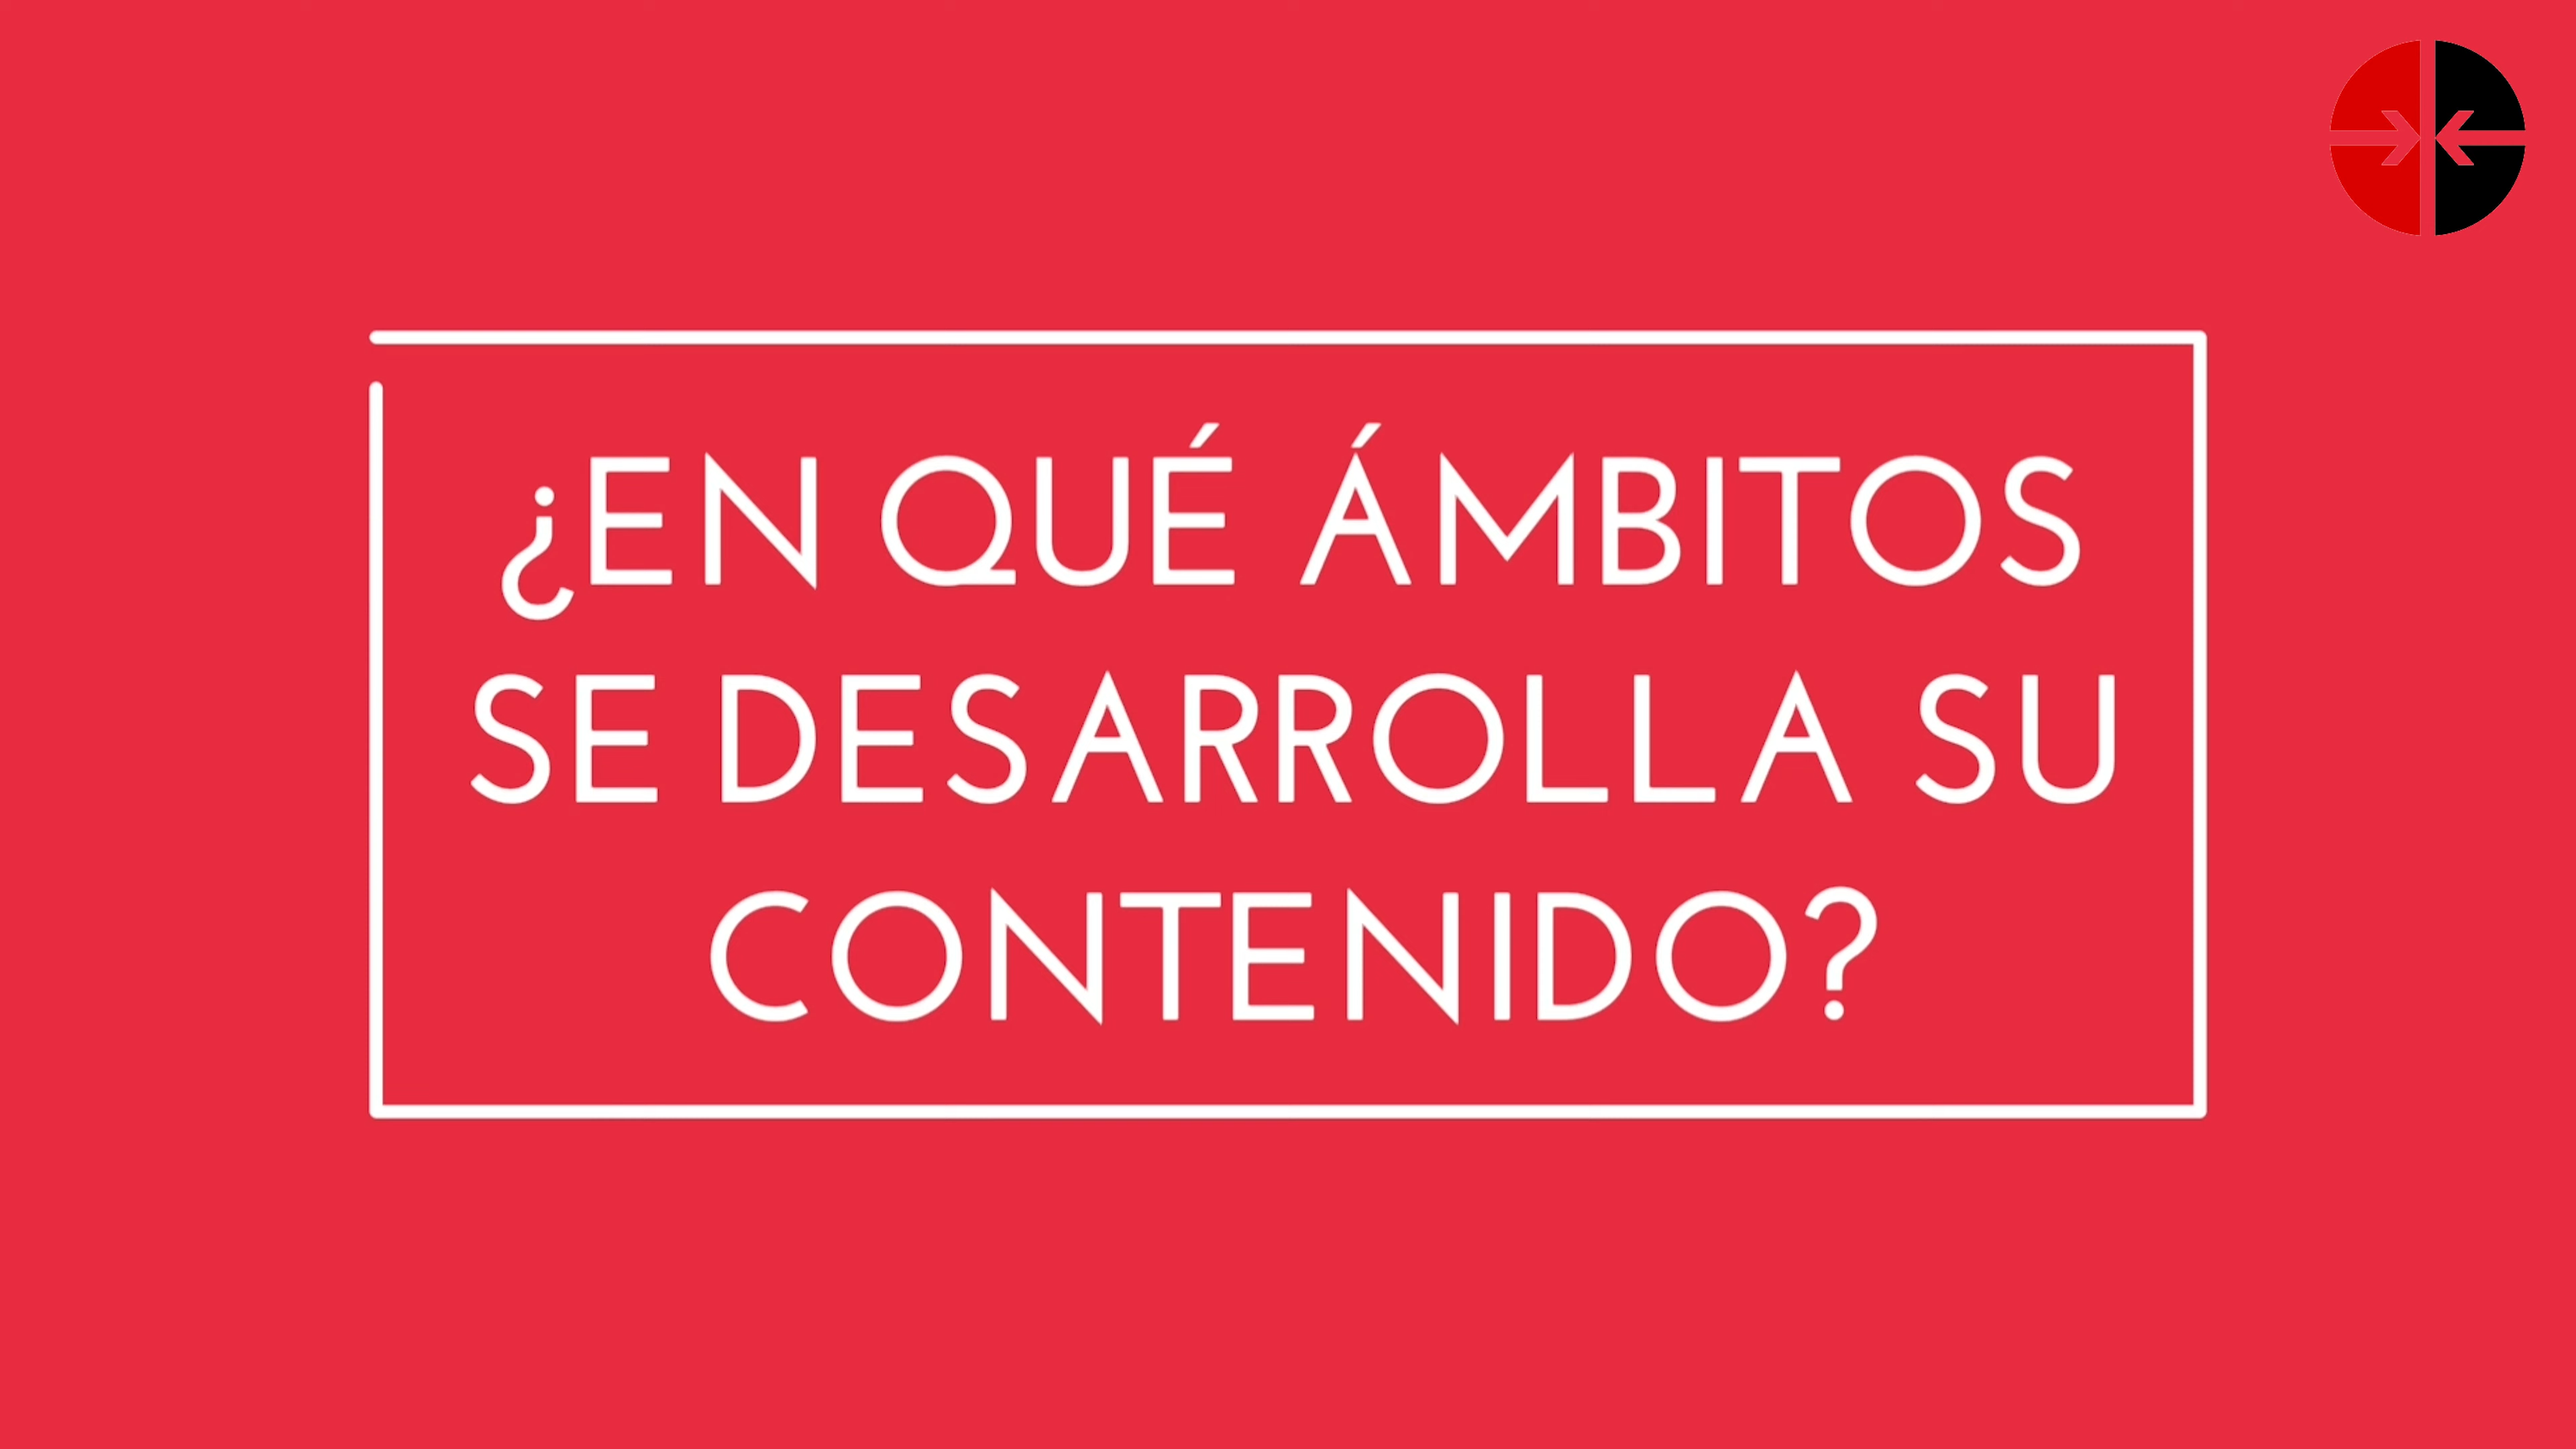 ¿EN QUÉ ÁMBITOS
SE DESARROLLA SU
CONTENIDO?